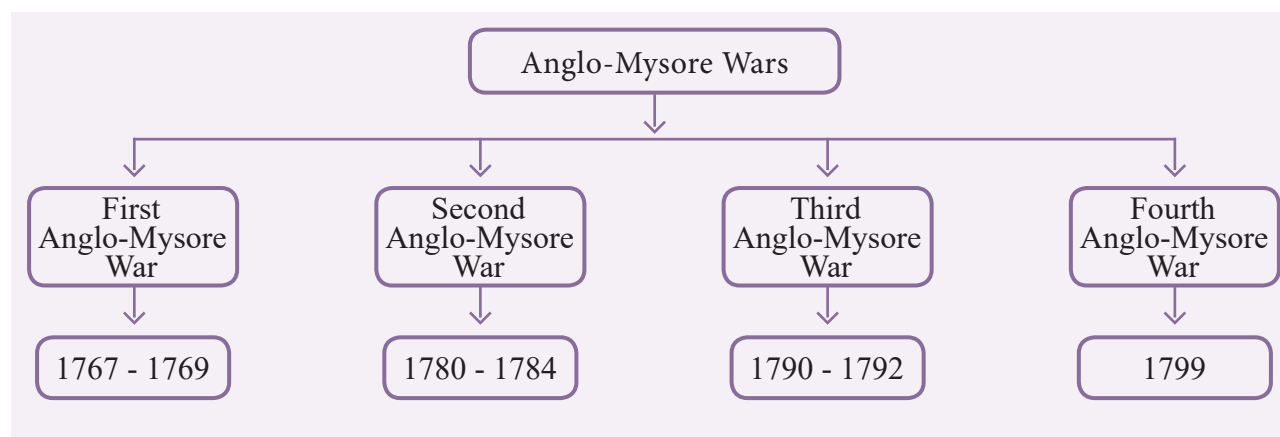 Anglo-Mysore Wars
First
Anglo-Mysore
War
Second
Anglo-Mysore
War
Third
Anglo-Mysore
War
Fourth
Anglo-Mysore
War
1767 - 1769
1780 - 1784
1790 - 1792
1799